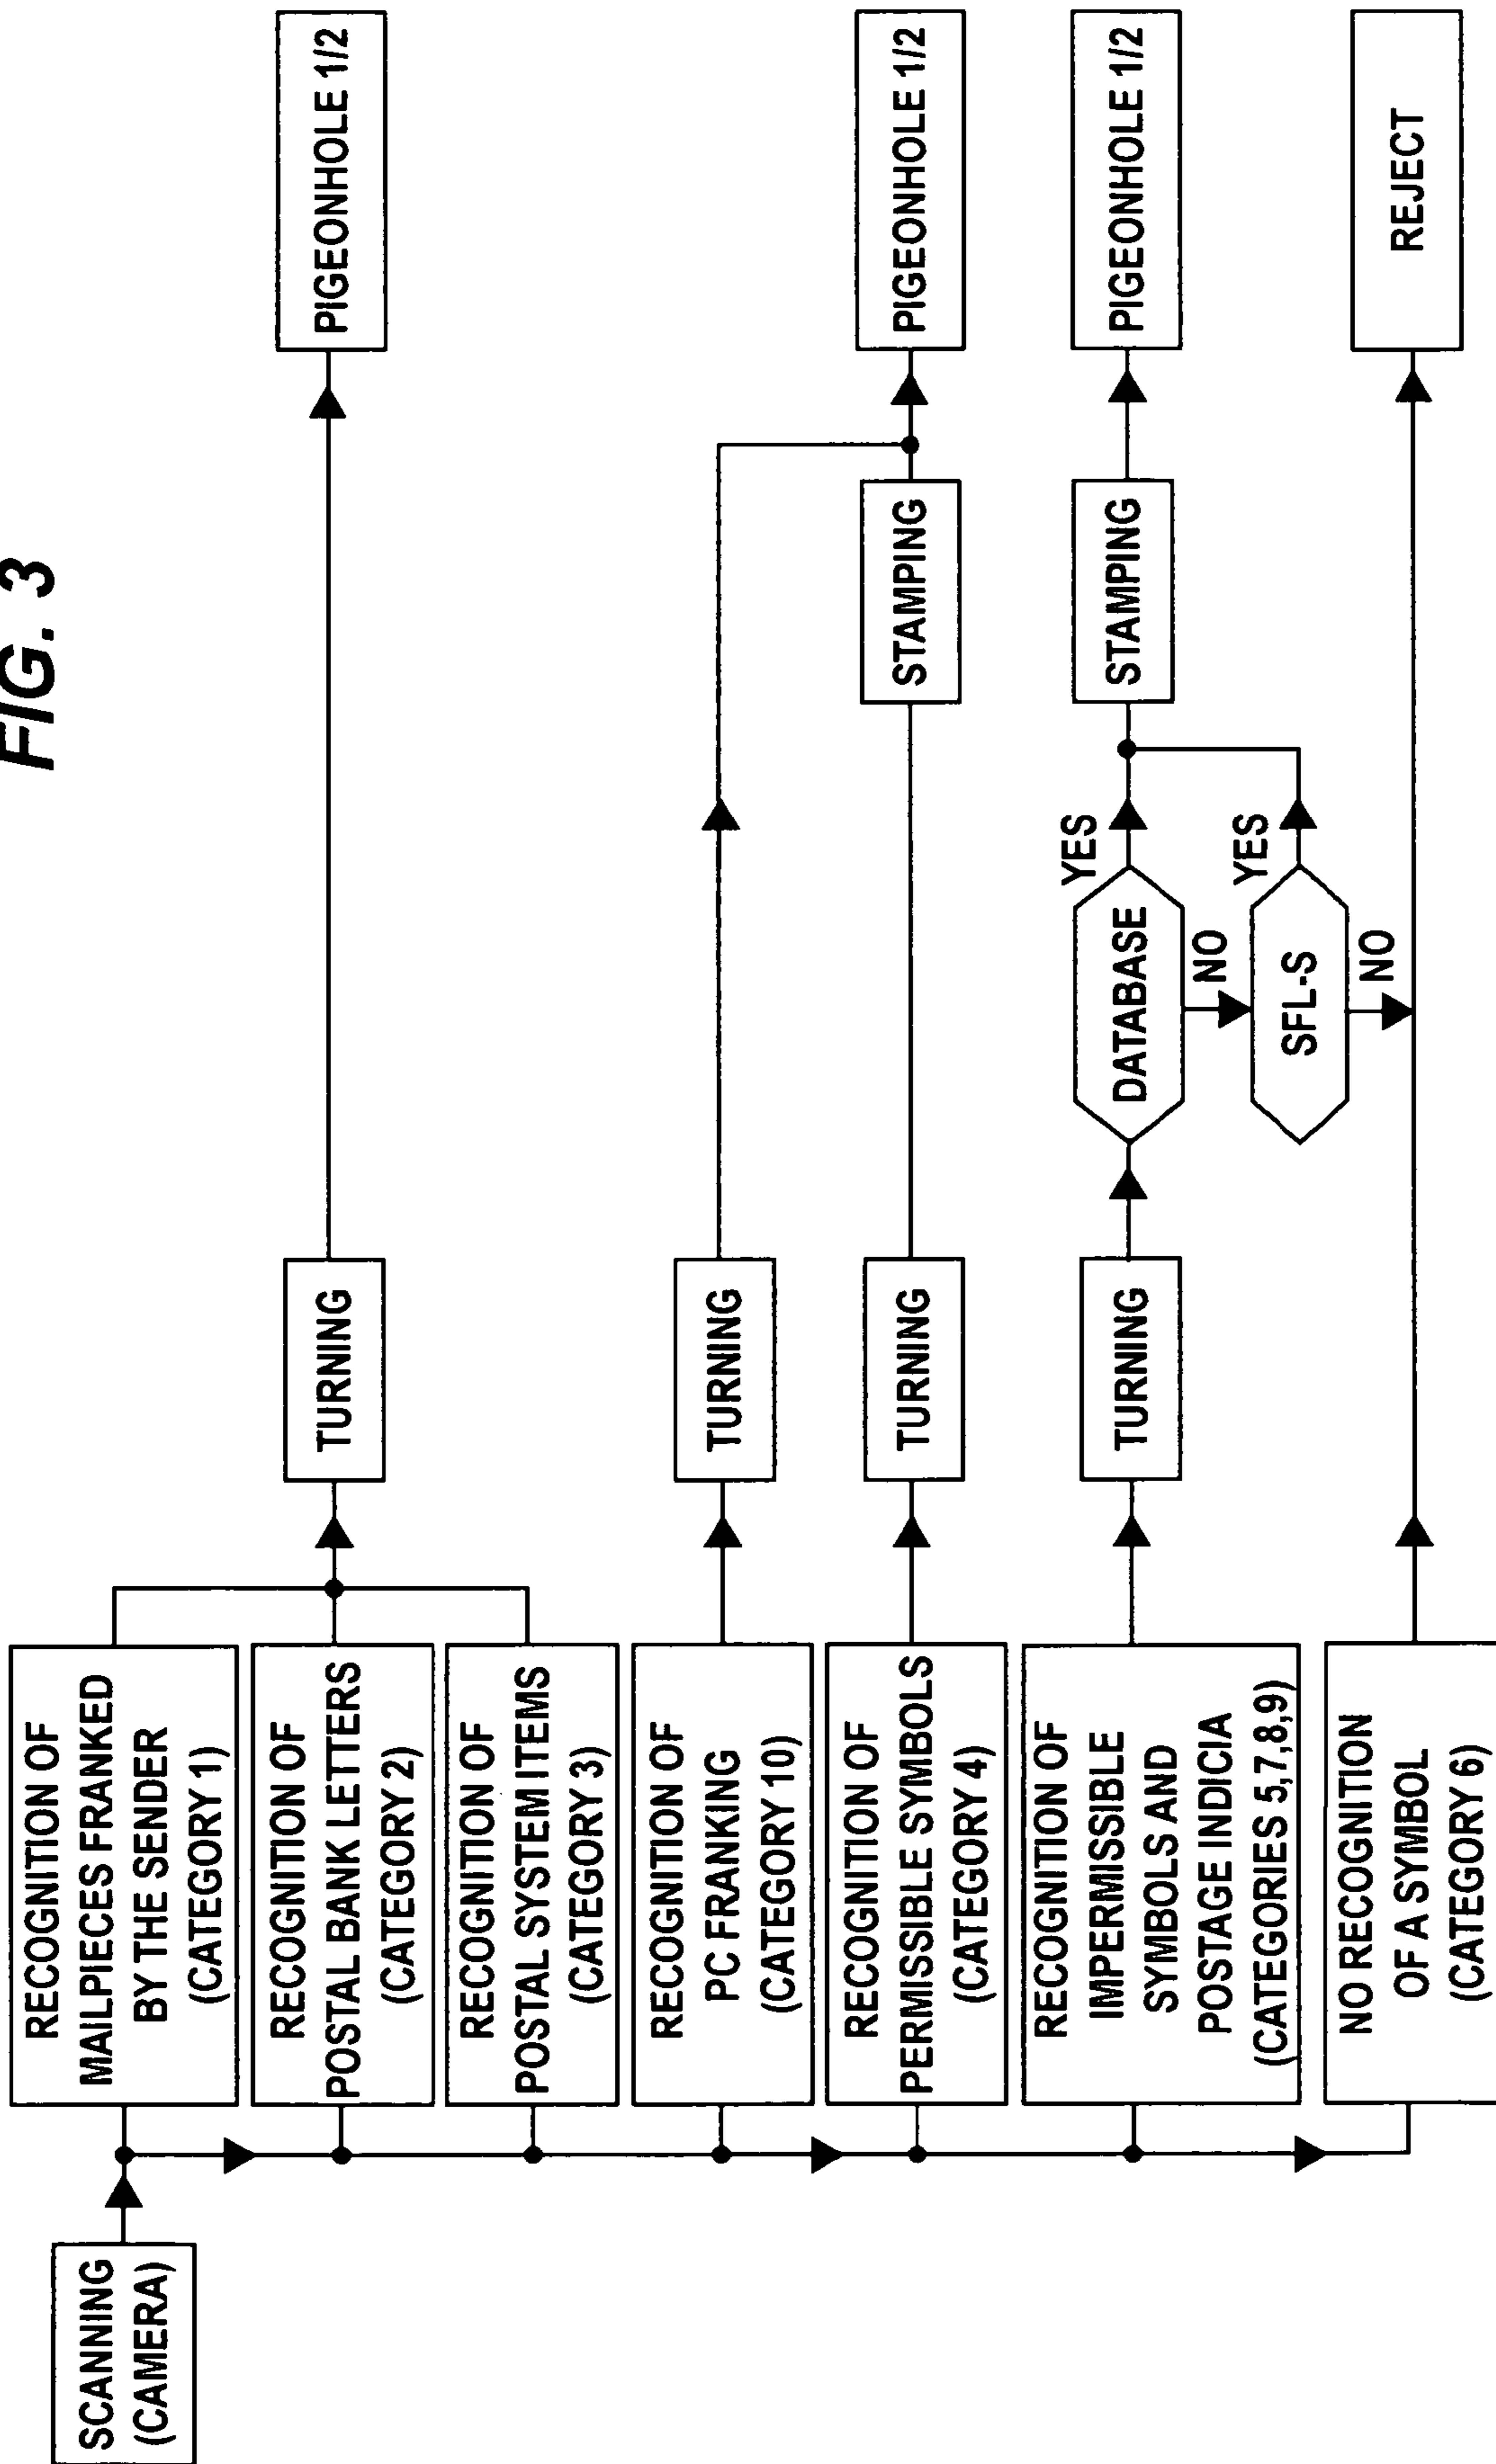 FIG. 3
SCANNING
(CAMERA)
RECOGNITION OF
MAILPIECES FRANKED
BY THE SENDER
(CATEGORY 1)
RECOGNITION OF
POSTAL BANK LETTERS
(CATEGORY 2)
RECOGNITION OF
POSTAL SYSTEM ITEMS
(CATEGORY 3)
TURNING
PIGEONHOLE 1/2
RECOGNITION OF
PC FRANKING
(CATEGORY 10)
TURNING
RECOGNITION OF
PERMISSIBLE SYMBOLS
(CATEGORY 4)
TURNING
STAMPING
PIGEONHOLE 1/2
RECOGNITION OF
IMPERMISSIBLE
SYMBOLS AND
POSTAGE INDICIA
(CATEGORIES 5,7,8,9)
TURNING
DATABASE
YES
NO
STAMPING
PIGEONHOLE 1/2
SFL-S
YES
NO
NO RECOGNITION
OF A SYMBOL
(CATEGORY 6)
REJECT